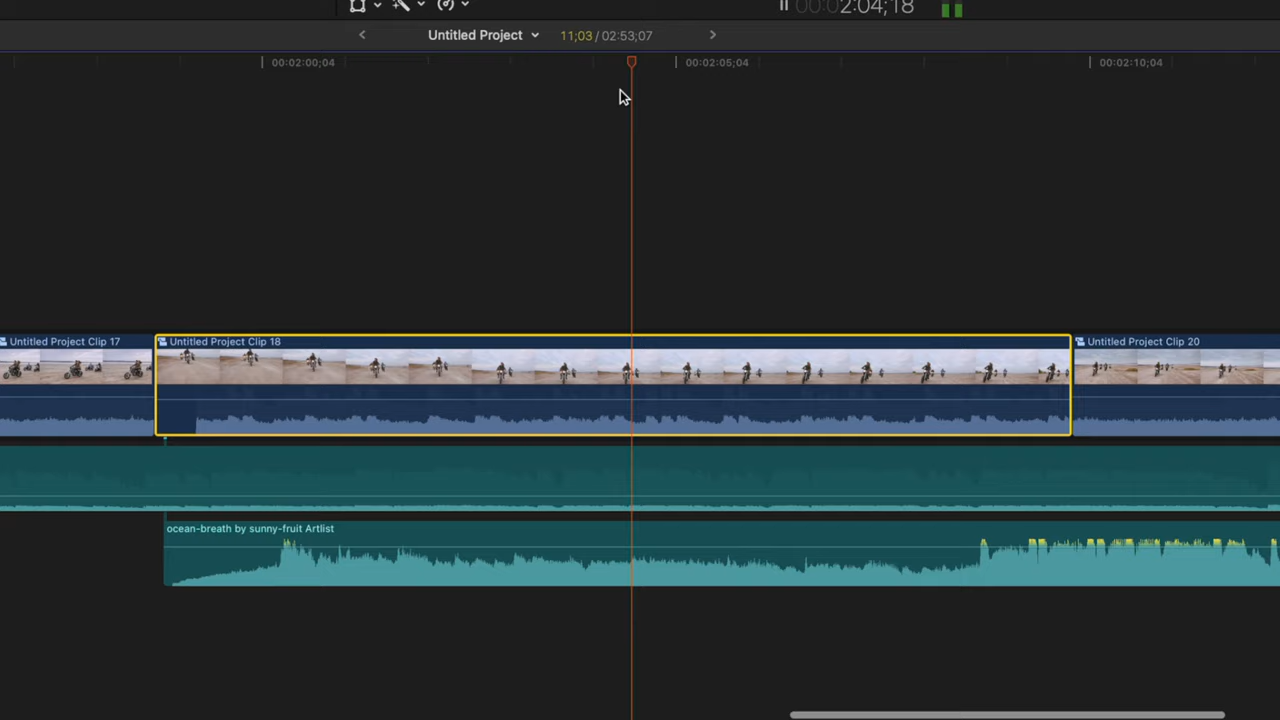 00:00:02:04;18
Untitled Project 11;03 / 02:53;07
00:02:00;04 00:02:05;04 00:02:10;04
Untitled Project Clip 17 Untitled Project Clip 18 Untitled Project Clip 20
ocean-breath by sunny-fruit Artlist